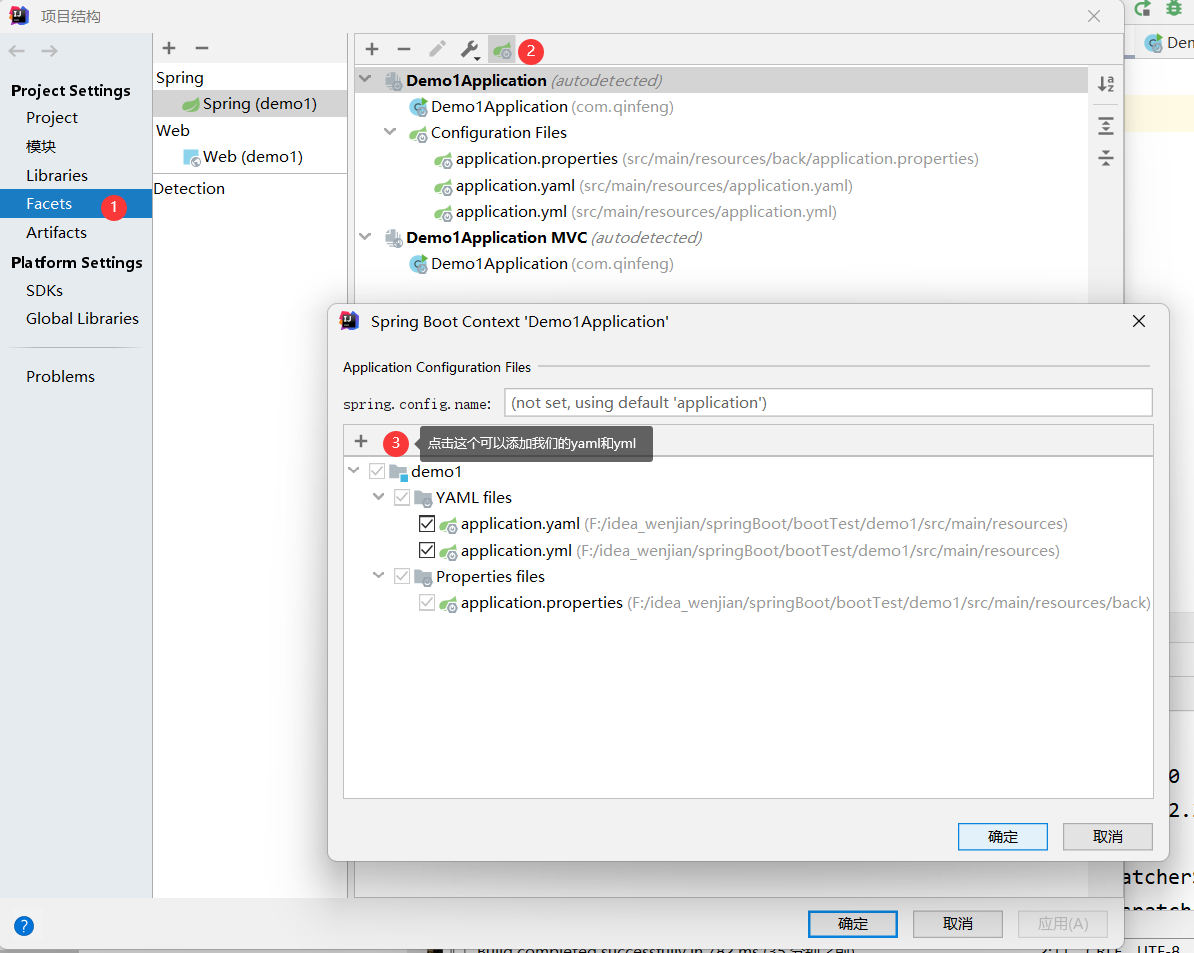 项目结构
Project Settings
Project
模块
Libraries
Facets
1
Artifacts
Platform Settings
SDKs
Global Libraries
Problems
Spring
Spring (demo1)
Web
Web (demo1)
Detection
2
Demo1Application (autodetected)
Demo1Application (com.qinfeng)
Configuration Files
application.properties (src/main/resources/back/application.properties)
application.yaml (src/main/resources/application.yaml)
application.yml (src/main/resources/application.yml)
Demo1Application MVC (autodetected)
Demo1Application (com.qinfeng)
Spring Boot Context 'Demo1Application'
Application Configuration Files
spring.config.name: (not set, using default 'application')
3 点击这个可以添加我们的yaml和yml
demo1
YAML files
application.yaml (F:/idea_wenjian/springBoot/bootTest/demo1/src/main/resources)
application.yml (F:/idea_wenjian/springBoot/bootTest/demo1/src/main/resources)
Properties files
application.properties (F:/idea_wenjian/springBoot/bootTest/demo1/src/main/resources/back)
确定 取消
确定 取消 应用(A)